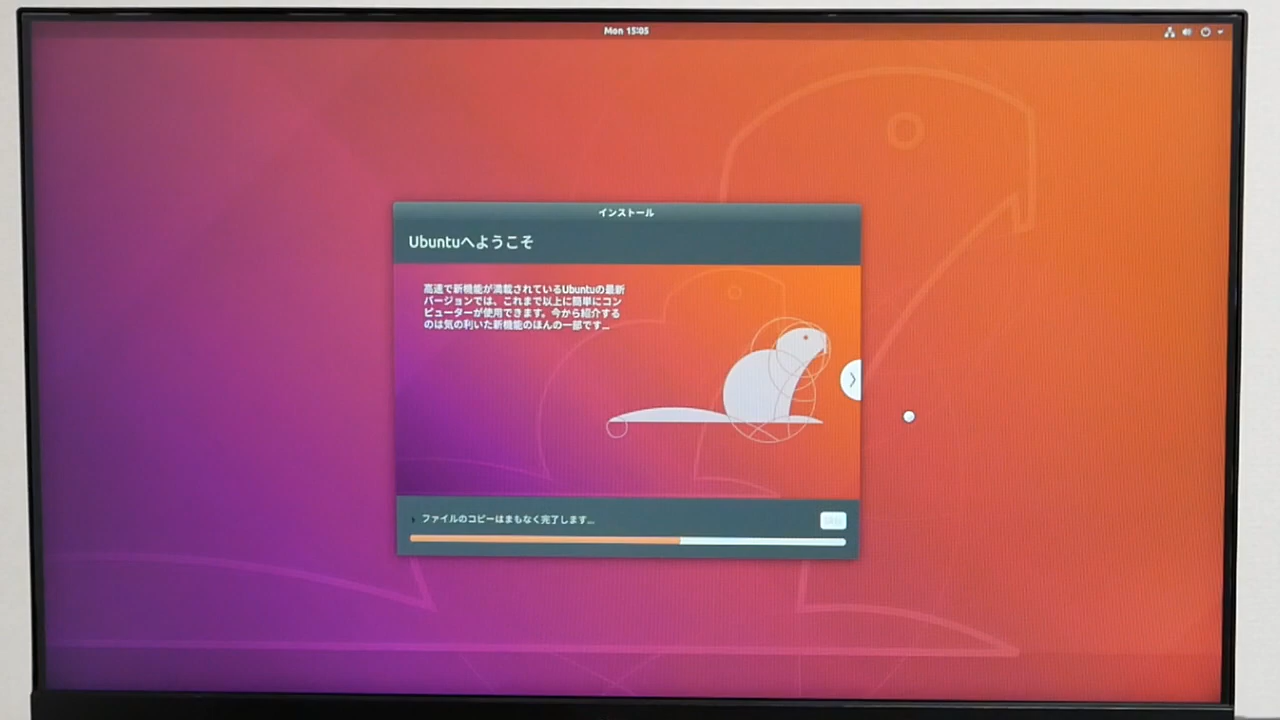 Mon 15:05
インストール
Ubuntuへようこそ
高速で新機能が満載されているUbuntuの最新
バージョンでは、これまで以上に簡単にコン
ピューターが使用できます。今から紹介する
のは気の利いた新機能のほんの一部です...
ファイルのコピーはまもなく完了します...